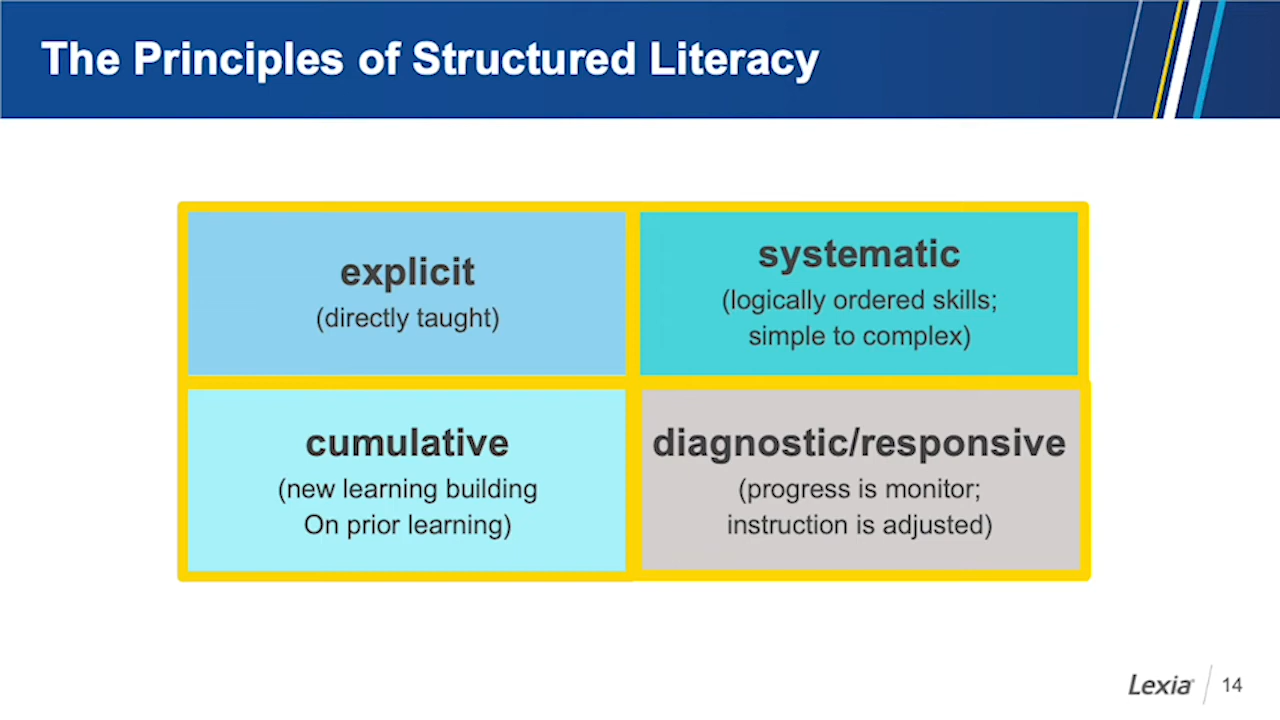 The Principles of Structured Literacy
explicit
(directly taught)
systematic
(logically ordered skills;
simple to complex)
cumulative
(new learning building
On prior learning)
diagnostic/responsive
(progress is monitor;
instruction is adjusted)
Lexia
14